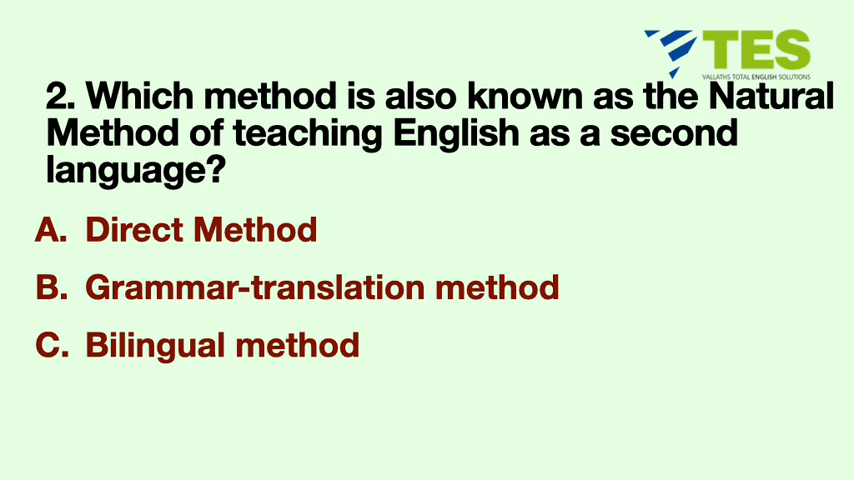 TES
VALLATHS TOTAL ENGLISH SOLUTIONS
2. Which method is also known as the Natural
Method of teaching English as a second
language?
A. Direct Method
B. Grammar-translation method
C. Bilingual method